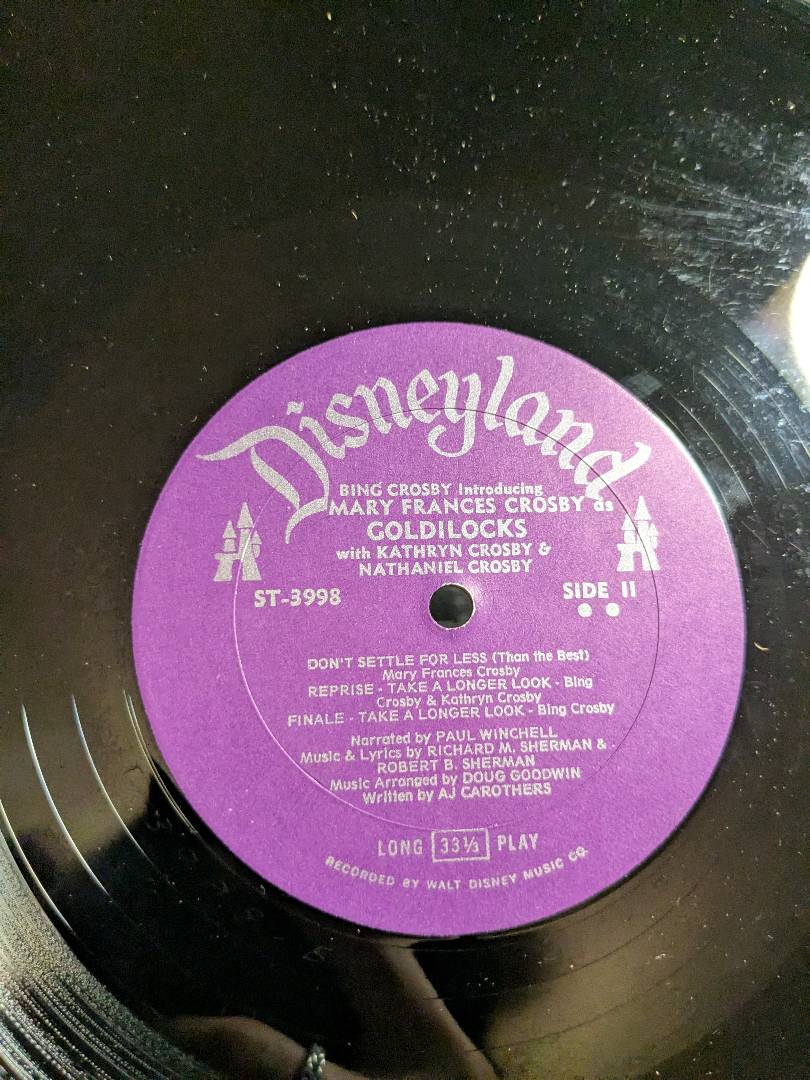 Disneyland
BING CROSBY Introducing
MARY FRANCES CROSBY as
GOLDILOCKS
with KATHRYN CROSBY &
NATHANIEL CROSBY
ST-3998
SIDE II
DON'T SETTLE FOR LESS (Than the Best)
Mary Frances Crosby
REPRISE - TAKE A LONGER LOOK - Bing
Crosby & Kathryn Crosby
FINALE - TAKE A LONGER LOOK - Bing Crosby
Narrated by PAUL WINCHELL
Music & Lyrics by RICHARD M. SHERMAN &
ROBERT B. SHERMAN
Music Arranged by DOUG GOODWIN
Written by AJ CAROTHERS
LONG 33⅓ PLAY
RECORDED BY WALT DISNEY MUSIC CO.